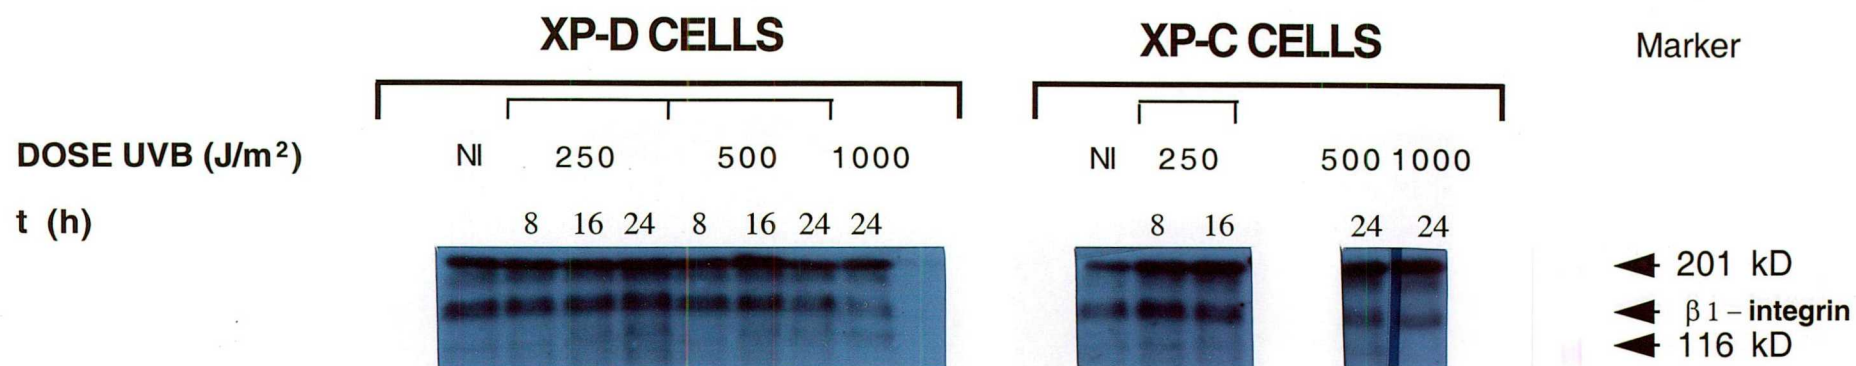 XP-D CELLS XP-C CELLS Marker
DOSE UVB (J/m²) NI 250 500 1000 NI 250 500 1000
t (h) 8 16 24 8 16 24 24 8 16 24 24
201 kD
β1–integrin
116 kD